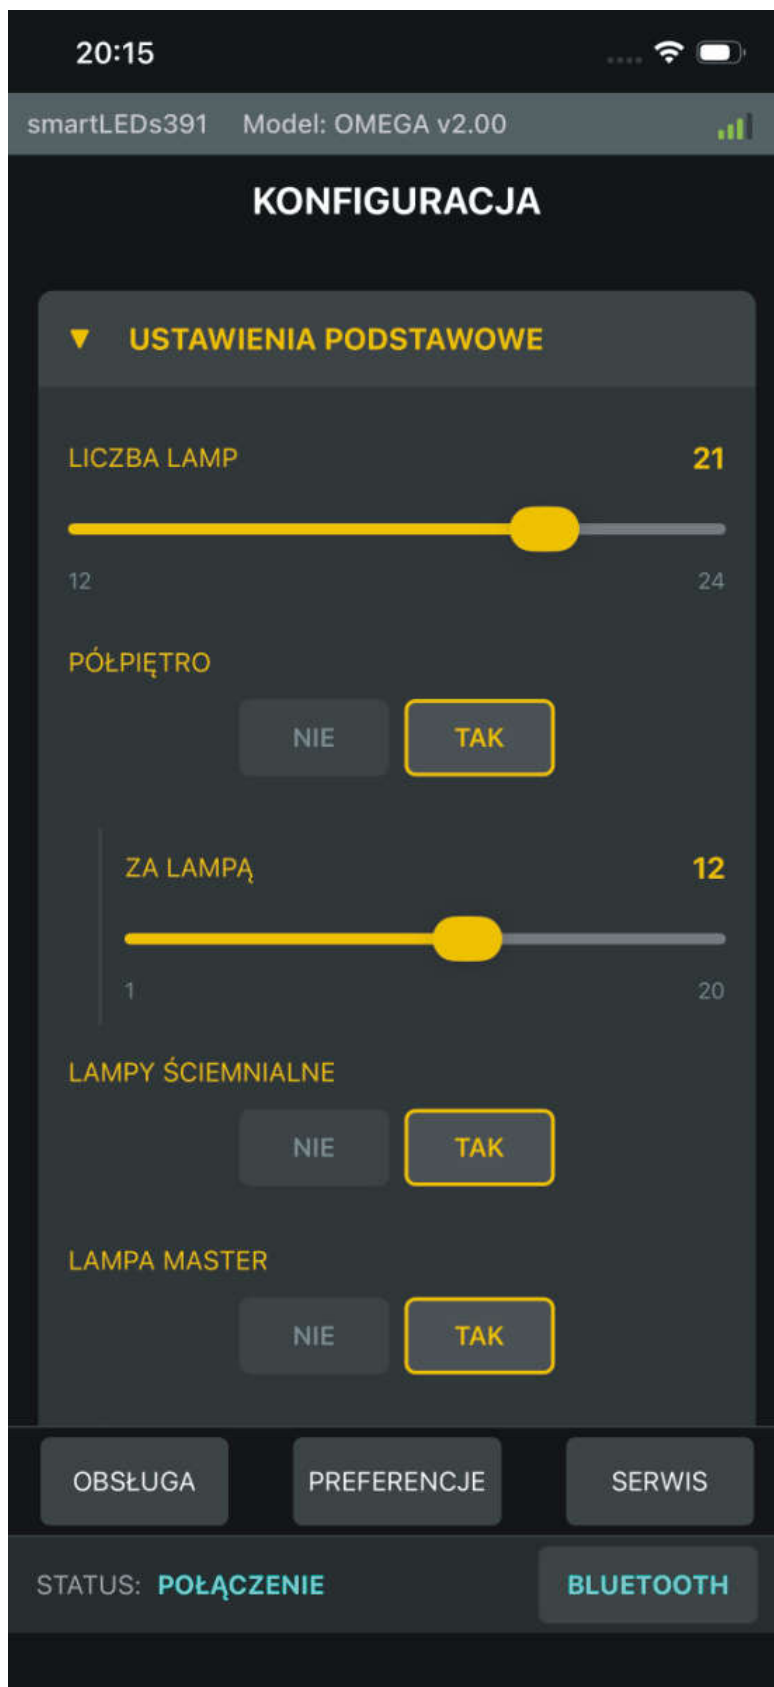 20:15
smartLEDs391 Model: OMEGA v2.00
KONFIGURACJA
▼ USTAWIENIA PODSTAWOWE
LICZBA LAMP 21
12 24
PÓŁPIĘTRO
NIE TAK
ZA LAMPĄ 12
1 20
LAMPY ŚCIEMNIALNE
NIE TAK
LAMPA MASTER
NIE TAK
OBSŁUGA PREFERENCJE SERWIS
STATUS: POŁĄCZENIE BLUETOOTH